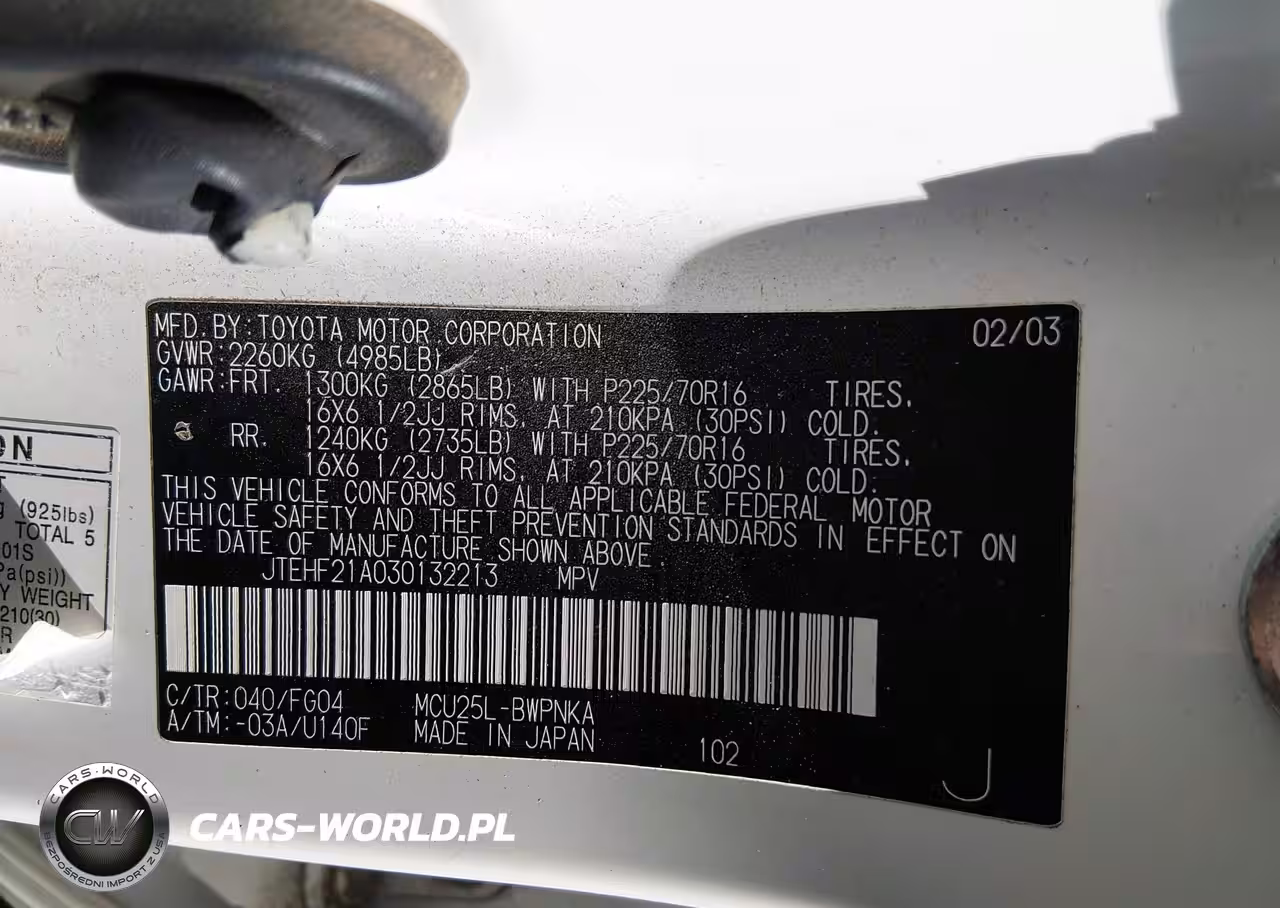 MFD. BY: TOYOTA MOTOR CORPORATION 02/03
GVWR: 2260KG (4985LB)
GAWR: FRT. 1300KG (2865LB) WITH P225/70R16 TIRES,
16X6 1/2JJ RIMS, AT 210KPA (30PSI) COLD.
RR. 1240KG (2735LB) WITH P225/70R16 TIRES,
16X6 1/2JJ RIMS, AT 210KPA (30PSI) COLD.
THIS VEHICLE CONFORMS TO ALL APPLICABLE FEDERAL MOTOR
VEHICLE SAFETY AND THEFT PREVENTION STANDARDS IN EFFECT ON
THE DATE OF MANUFACTURE SHOWN ABOVE.
JTEHF21A030132213 MPV
C/TR: 040/FG04 MCU25L-BWPNKA
A/TM: -03A/U140F MADE IN JAPAN 102
J
(925lbs)
TOTAL 5
01S
Pa(psi))
WEIGHT
210(30)
CARS-WORLD
CW
BEZPOŚREDNI IMPORT Z USA
CARS-WORLD.PL